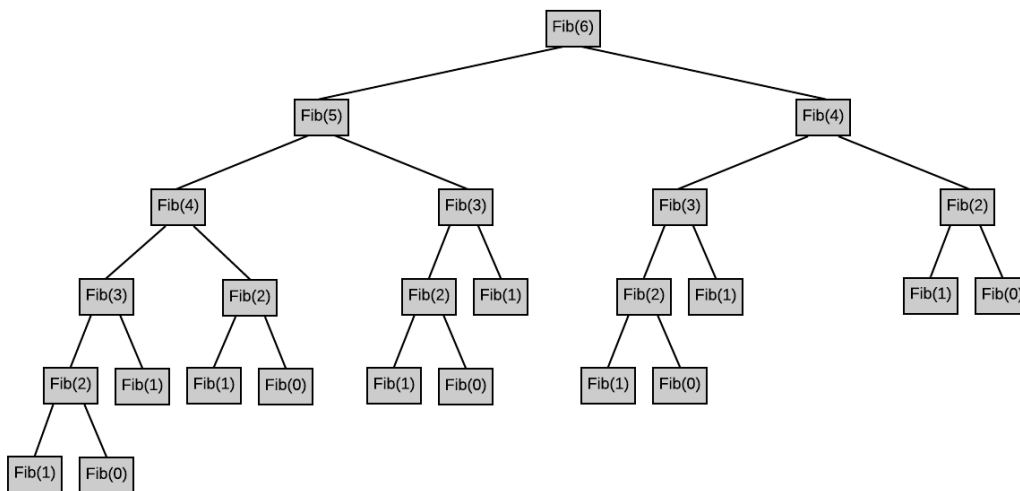 Fib(6)
Fib(5) Fib(4)
Fib(4) Fib(3) Fib(3) Fib(2)
Fib(3) Fib(2) Fib(2) Fib(1) Fib(2) Fib(1) Fib(1) Fib(0)
Fib(2) Fib(1) Fib(1) Fib(0) Fib(1) Fib(0) Fib(1) Fib(0)
Fib(1) Fib(0)